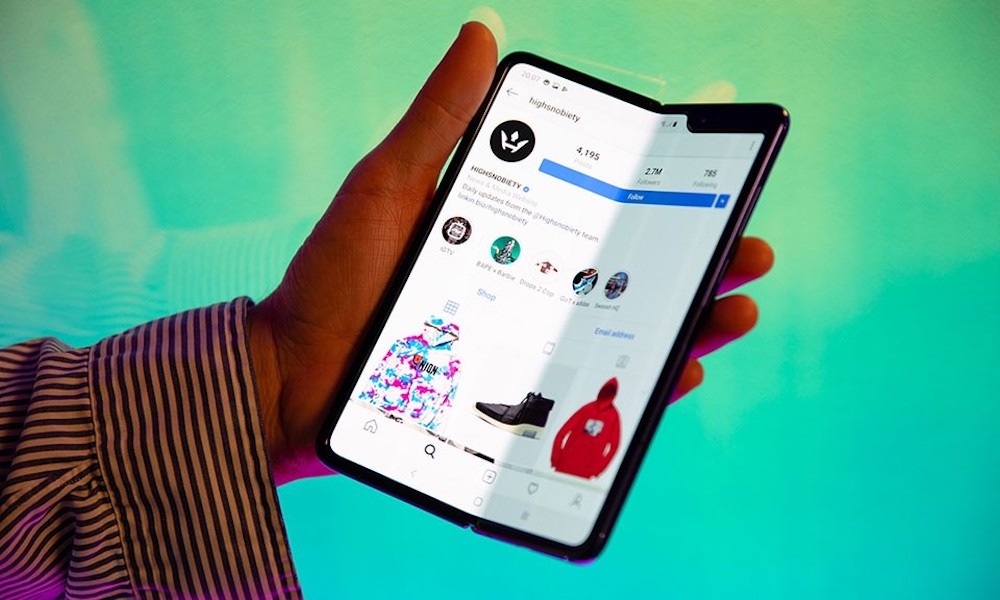 20:07
highsnobiety
4,195
Posts
2.7M
Followers
785
Following
Follow
HIGHSNOBIETY
News & Media Website
Daily updates from the @Highsnobiety team
linkin.bio/highsnobiety
IGTV
BAPE x Barbie
Drops 2 Cop
GoT x adidas
Swoosh HQ
Shop
Email address
UNION